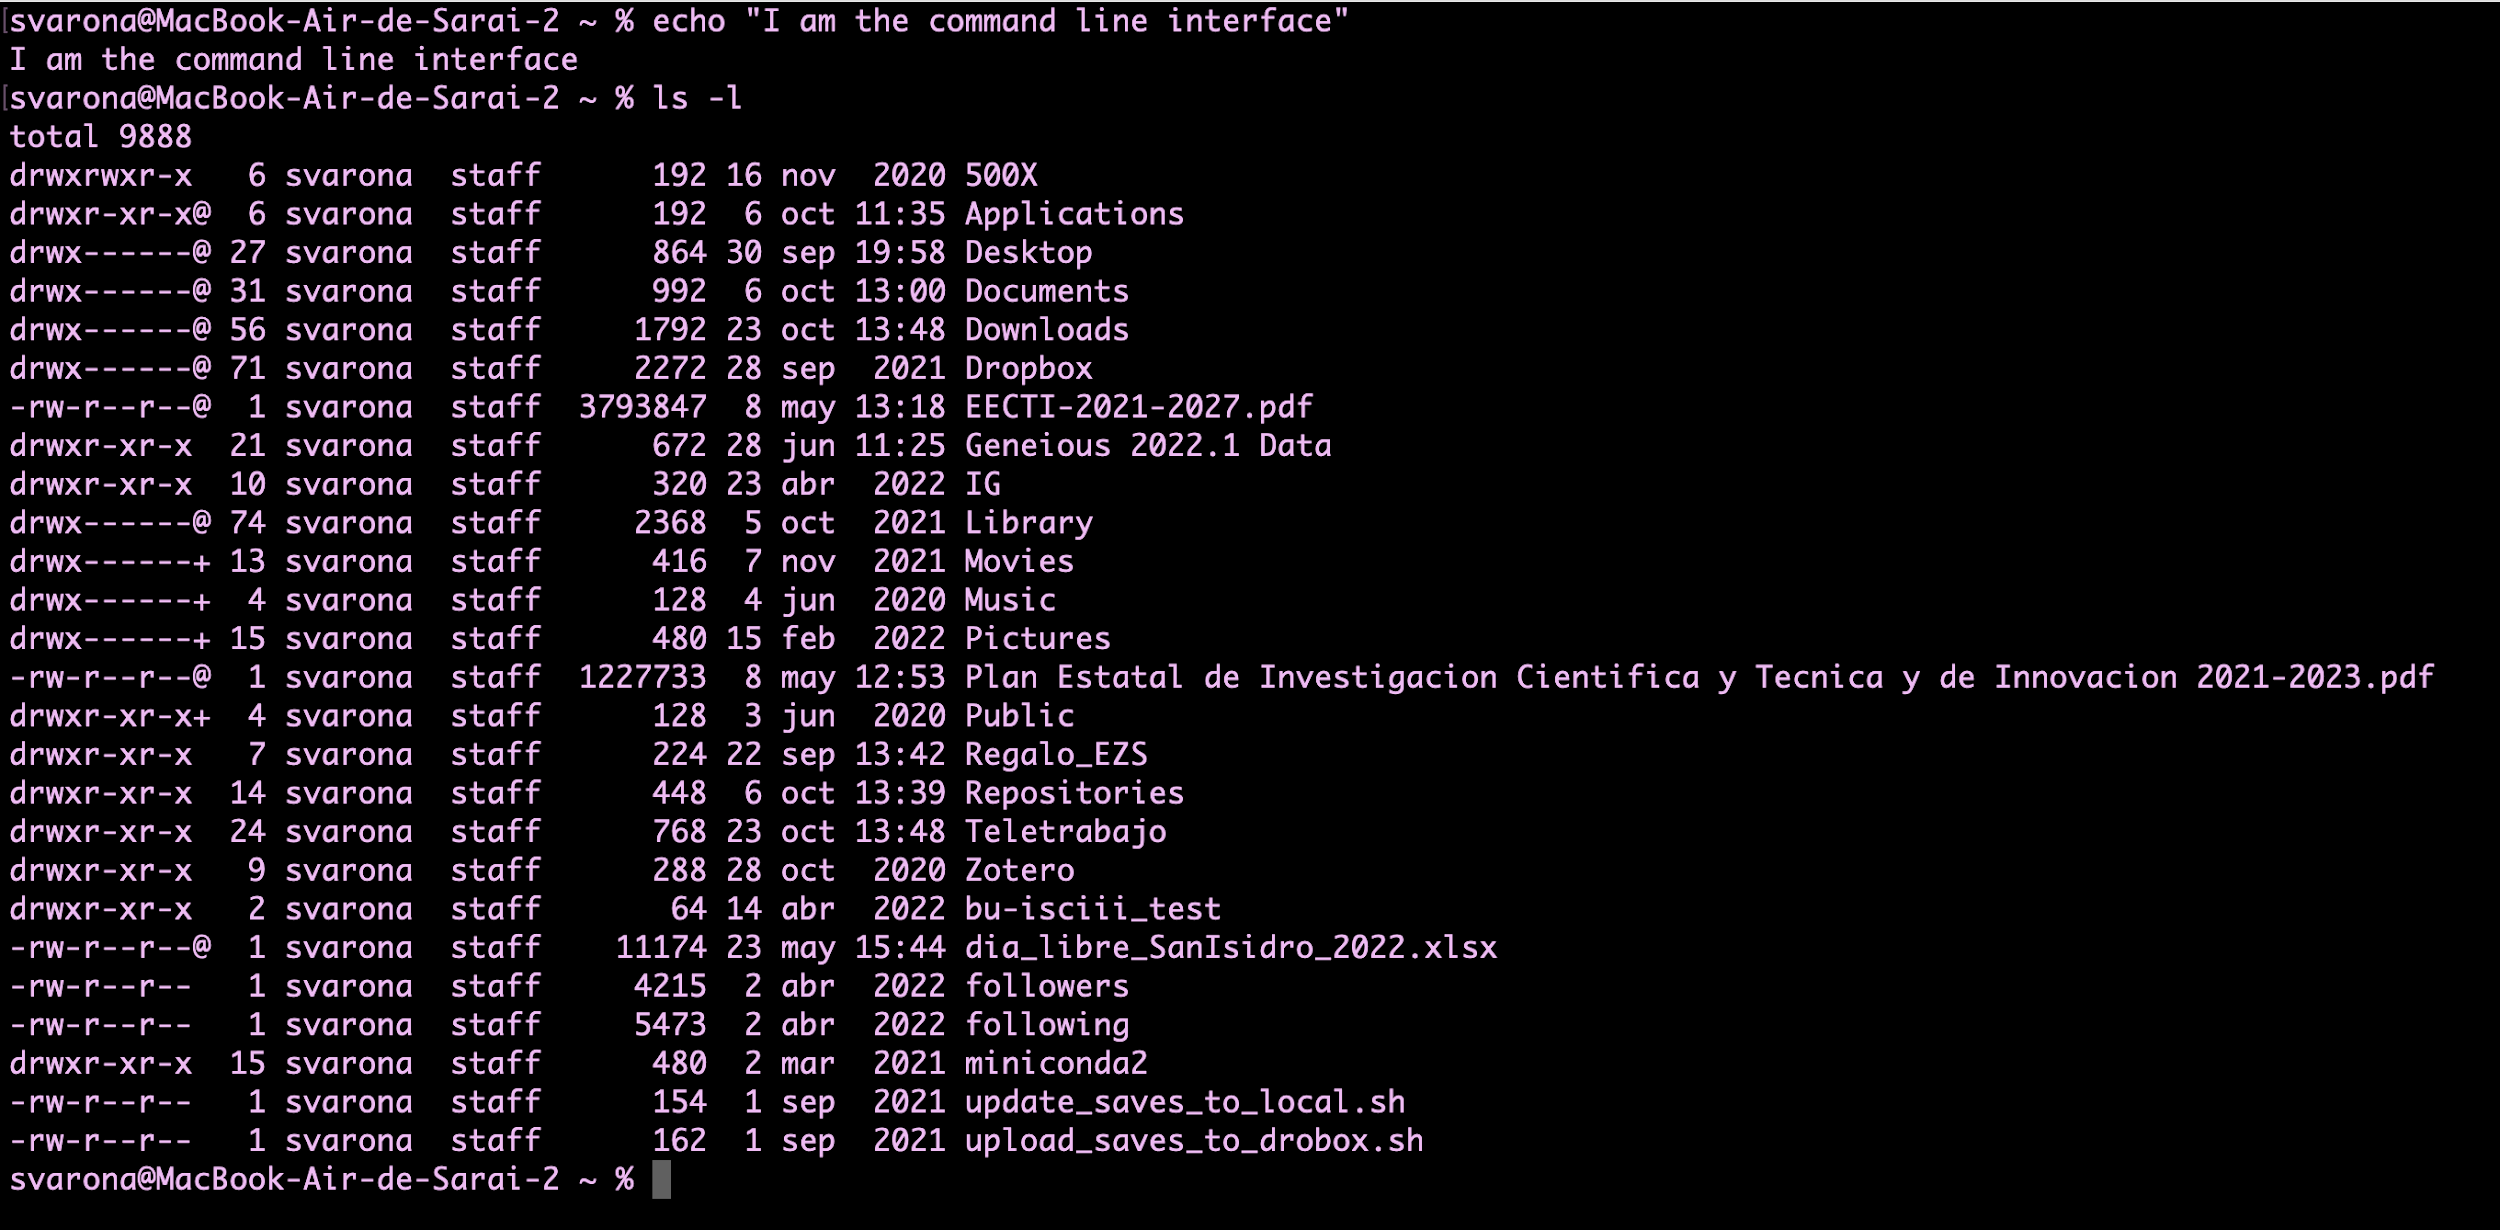 svarona@MacBook-Air-de-Sarai-2 ~ % echo "I am the command line interface"
I am the command line interface
svarona@MacBook-Air-de-Sarai-2 ~ % ls -l
total 9888
drwxrwxr-x   6 svarona  staff      192 16 nov  2020 500X
drwxr-xr-x@  6 svarona  staff      192  6 oct 11:35 Applications
drwx------@ 27 svarona  staff      864 30 sep 19:58 Desktop
drwx------@ 31 svarona  staff      992  6 oct 13:00 Documents
drwx------@ 56 svarona  staff     1792 23 oct 13:48 Downloads
drwx------@ 71 svarona  staff     2272 28 sep  2021 Dropbox
-rw-r--r--@  1 svarona  staff  3793847  8 may 13:18 EECTI-2021-2027.pdf
drwxr-xr-x  21 svarona  staff      672 28 jun 11:25 Geneious 2022.1 Data
drwxr-xr-x  10 svarona  staff      320 23 abr  2022 IG
drwx------@ 74 svarona  staff     2368  5 oct  2021 Library
drwx------+ 13 svarona  staff      416  7 nov  2021 Movies
drwx------+  4 svarona  staff      128  4 jun  2020 Music
drwx------+ 15 svarona  staff      480 15 feb  2022 Pictures
-rw-r--r--@  1 svarona  staff  1227733  8 may 12:53 Plan Estatal de Investigacion Cientifica y Tecnica y de Innovacion 2021-2023.pdf
drwxr-xr-x+  4 svarona  staff      128  3 jun  2020 Public
drwxr-xr-x   7 svarona  staff      224 22 sep 13:42 Regalo_EZS
drwxr-xr-x  14 svarona  staff      448  6 oct 13:39 Repositories
drwxr-xr-x  24 svarona  staff      768 23 oct 13:48 Teletrabajo
drwxr-xr-x   9 svarona  staff      288 28 oct  2020 Zotero
drwxr-xr-x   2 svarona  staff       64 14 abr  2022 bu-isciii_test
-rw-r--r--@  1 svarona  staff    11174 23 may 15:44 dia_libre_SanIsidro_2022.xlsx
-rw-r--r--   1 svarona  staff     4215  2 abr  2022 followers
-rw-r--r--   1 svarona  staff     5473  2 abr  2022 following
drwxr-xr-x  15 svarona  staff      480  2 mar  2021 miniconda2
-rw-r--r--   1 svarona  staff      154  1 sep  2021 update_saves_to_local.sh
-rw-r--r--   1 svarona  staff      162  1 sep  2021 upload_saves_to_drobox.sh
svarona@MacBook-Air-de-Sarai-2 ~ %